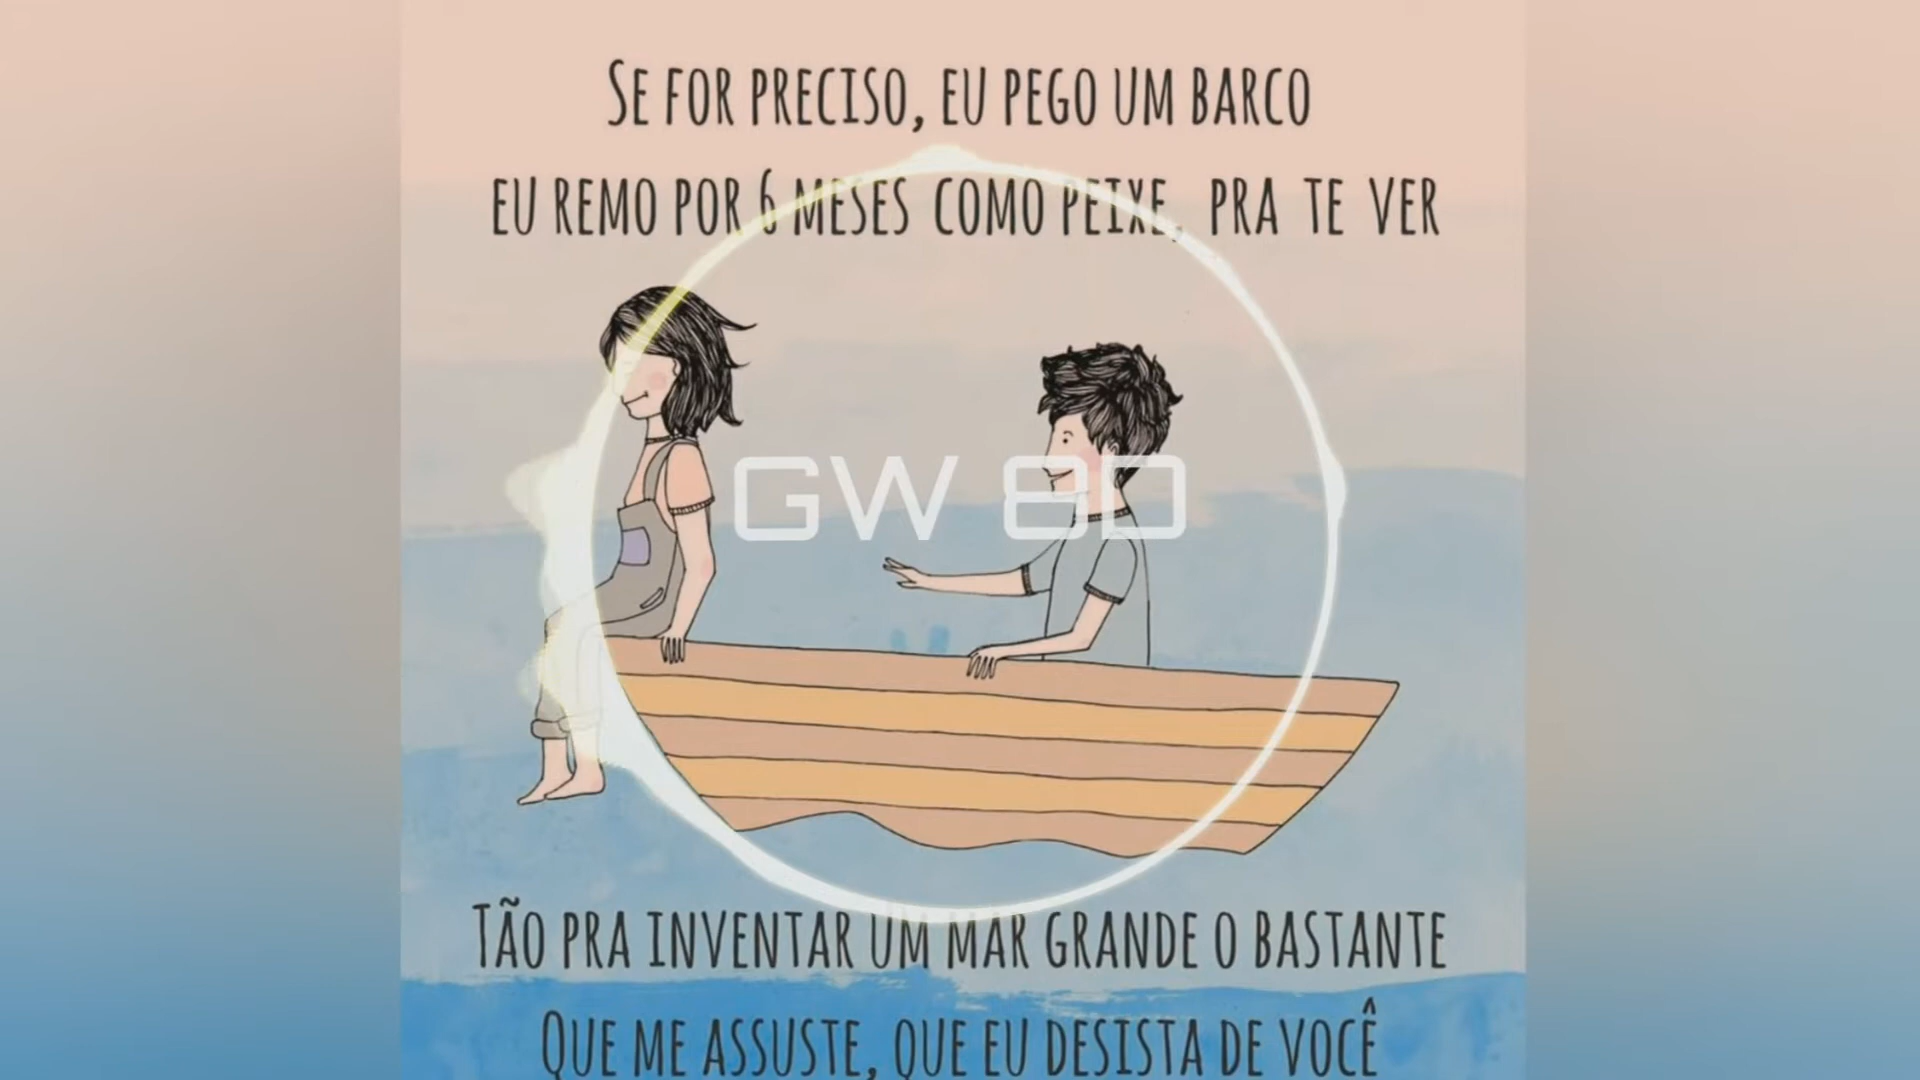 SE FOR PRECISO, EU PEGO UM BARCO
EU REMO POR 6 MESES COMO PEIXE, PRA TE VER
GW 8D
TÃO PRA INVENTAR UM MAR GRANDE O BASTANTE
QUE ME ASSUSTE, QUE EU DESISTA DE VOCÊ